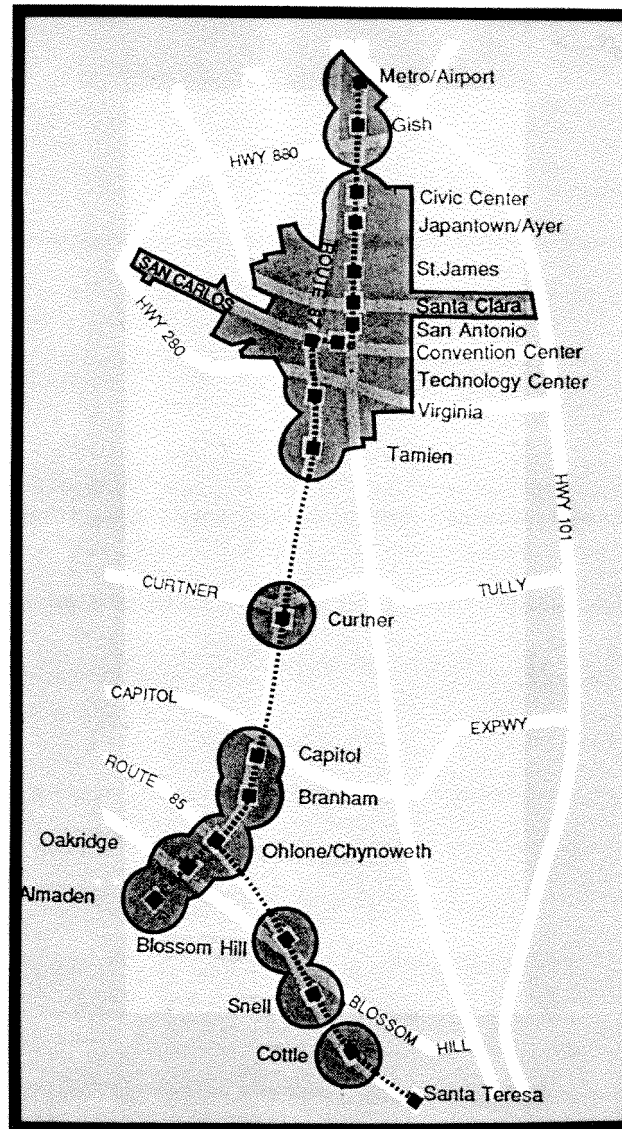 Metro/Airport
Gish
HWY 880
Civic Center
Japantown/Ayer
ROUTE 87
St.James
SAN CARLOS
Santa Clara
San Antonio
HWY 280
Convention Center
Technology Center
Virginia
Tamien
HWY 101
CURTNER
TULLY
Curtner
CAPITOL
EXPWY
Capitol
ROUTE 85
Branham
Oakridge
Ohlone/Chynoweth
Almaden
Blossom Hill
Snell
BLOSSOM HILL
Cottle
Santa Teresa